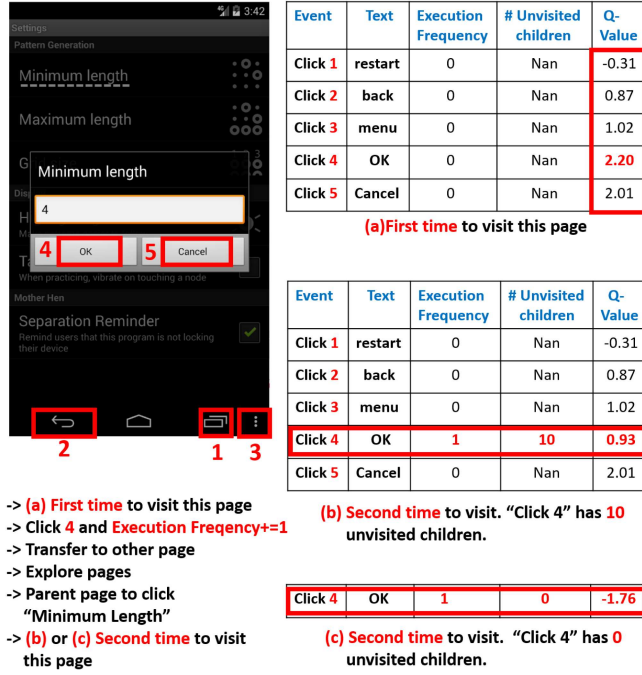 3:42
Settings
Pattern Generation
Minimum length
Maximum length
G
Minimum length
4
4 OK 5 Cancel
When practicing, vibrate on touching a node
Mother Hen
Separation Reminder
Remind users that this program is not locking
their device
2 1 3
-> (a) First time to visit this page
-> Click 4 and Execution Freqency+=1
-> Transfer to other page
-> Explore pages
-> Parent page to click
“Minimum Length”
-> (b) or (c) Second time to visit
this page
Event Text Execution Frequency # Unvisited children Q-Value
Click 1 restart 0 Nan -0.31
Click 2 back 0 Nan 0.87
Click 3 menu 0 Nan 1.02
Click 4 OK 0 Nan 2.20
Click 5 Cancel 0 Nan 2.01
(a)First time to visit this page
Event Text Execution Frequency # Unvisited children Q-Value
Click 1 restart 0 Nan -0.31
Click 2 back 0 Nan 0.87
Click 3 menu 0 Nan 1.02
Click 4 OK 1 10 0.93
Click 5 Cancel 0 Nan 2.01
(b) Second time to visit. “Click 4” has 10
unvisited children.
Click 4 OK 1 0 -1.76
(c) Second time to visit. “Click 4” has 0
unvisited children.